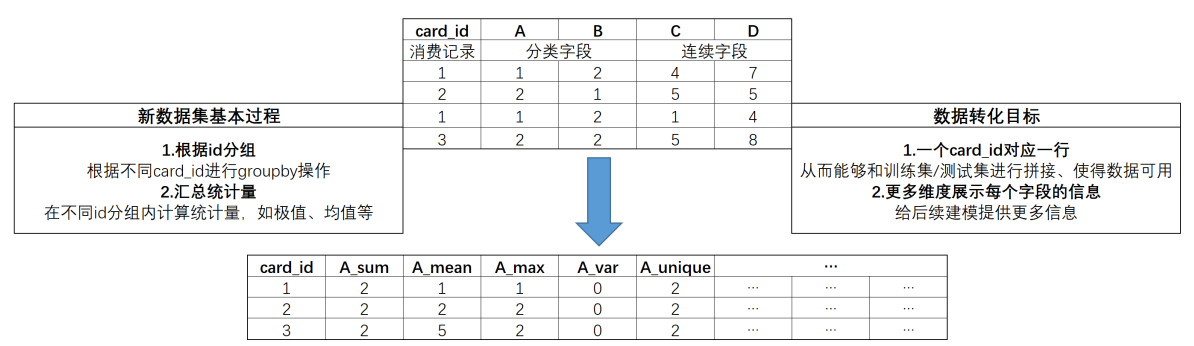 card_id A B C D
消费记录 分类字段 连续字段
1 1 2 4 7
2 2 1 5 5
1 1 2 1 4
3 2 2 5 8
新数据集基本过程
1.根据id分组
根据不同card_id进行groupby操作
2.汇总统计量
在不同id分组内计算统计量，如极值、均值等
数据转化目标
1.一个card_id对应一行
从而能够和训练集/测试集进行拼接、使得数据可用
2.更多维度展示每个字段的信息
给后续建模提供更多信息
card_id A_sum A_mean A_max A_var A_unique …
1 2 1 1 0 2 … … …
2 2 2 2 0 2 … … …
3 2 5 2 0 2 … … …